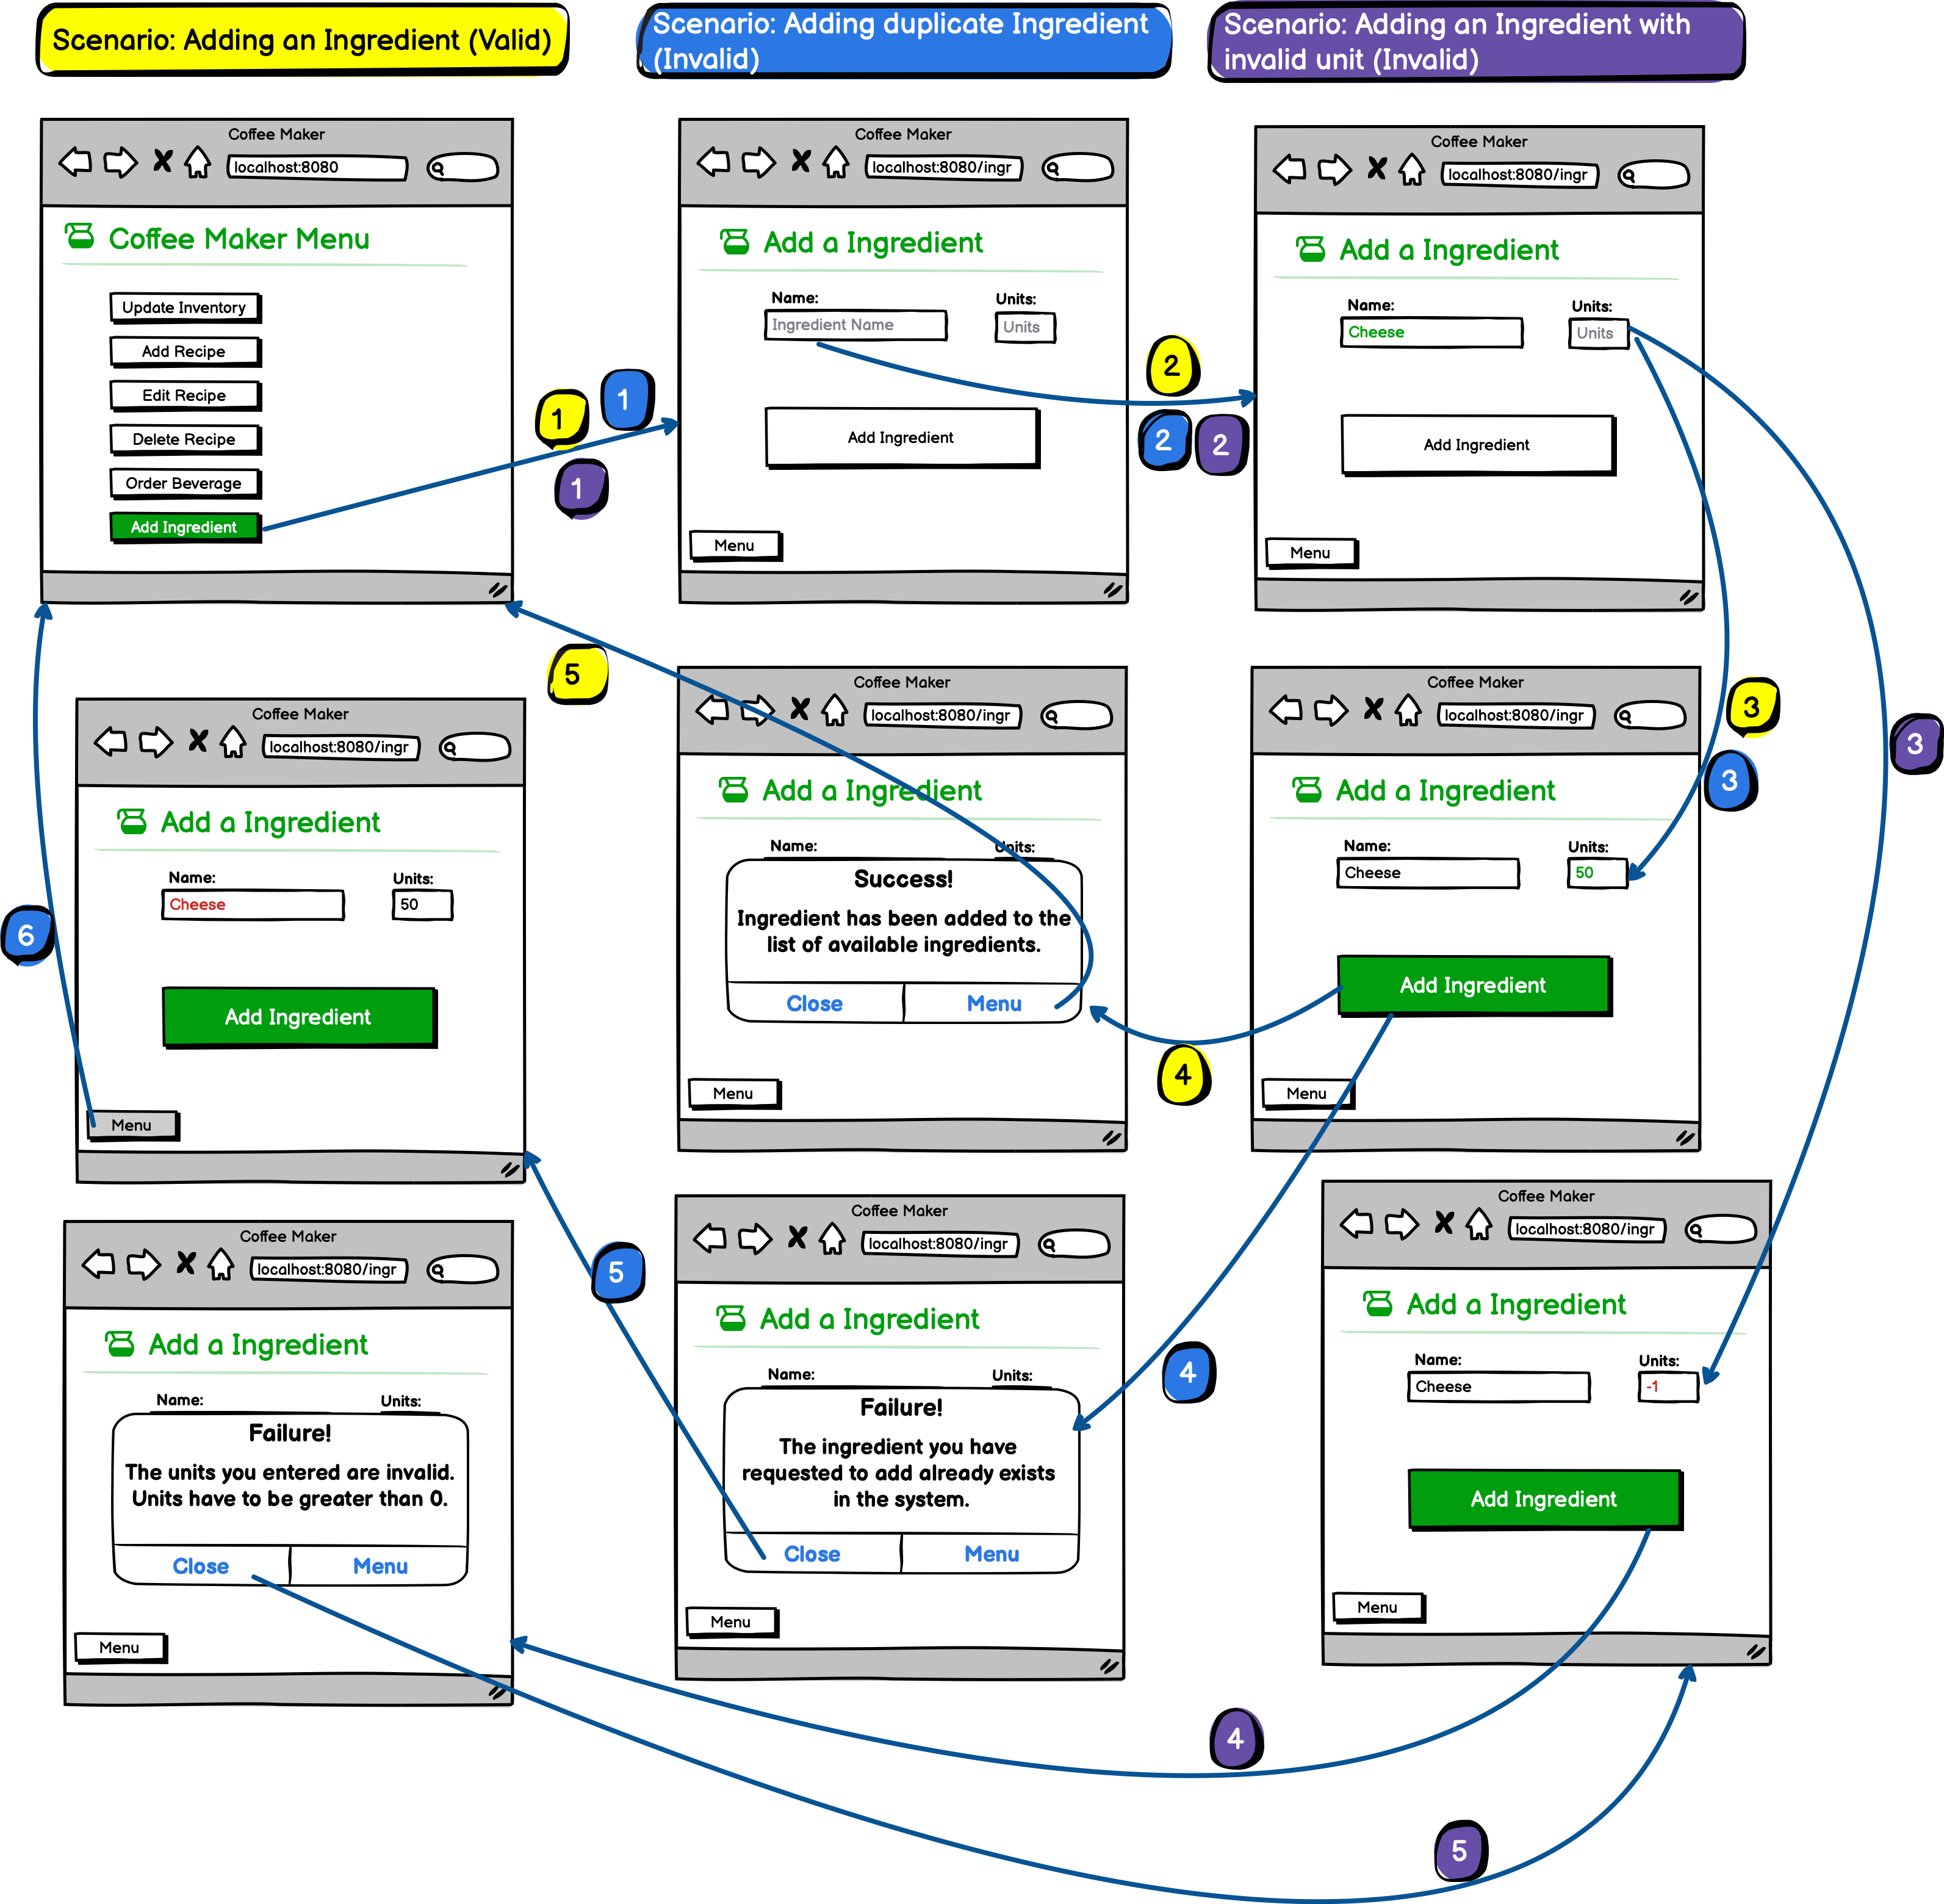 Scenario: Adding an Ingredient (Valid)
Scenario: Adding duplicate Ingredient
(Invalid)
Scenario: Adding an Ingredient with
invalid unit (Invalid)
Coffee Maker
localhost:8080
Coffee Maker Menu
Update Inventory
Add Recipe
Edit Recipe
Delete Recipe
Order Beverage
Add Ingredient
1
1
1
Coffee Maker
localhost:8080/ingr
Add a Ingredient
Name:
Units:
Ingredient Name
Units
Add Ingredient
Menu
2
2
2
Coffee Maker
localhost:8080/ingr
Add a Ingredient
Name:
Units:
Cheese
Units
Add Ingredient
Menu
5
6
Coffee Maker
localhost:8080/ingr
Add a Ingredient
Name:
Units:
Cheese
50
Add Ingredient
Menu
Coffee Maker
localhost:8080/ingr
Add a Ingredient
Name:
Units:
Success!
Ingredient has been added to the
list of available ingredients.
Close
Menu
Menu
4
Coffee Maker
localhost:8080/ingr
Add a Ingredient
Name:
Units:
Cheese
50
Add Ingredient
Menu
3
3
3
Coffee Maker
localhost:8080/ingr
Add a Ingredient
Name:
Units:
Failure!
The units you entered are invalid.
Units have to be greater than 0.
Close
Menu
Menu
5
Coffee Maker
localhost:8080/ingr
Add a Ingredient
Name:
Units:
Failure!
The ingredient you have
requested to add already exists
in the system.
Close
Menu
Menu
4
Coffee Maker
localhost:8080/ingr
Add a Ingredient
Name:
Units:
Cheese
-1
Add Ingredient
Menu
4
5